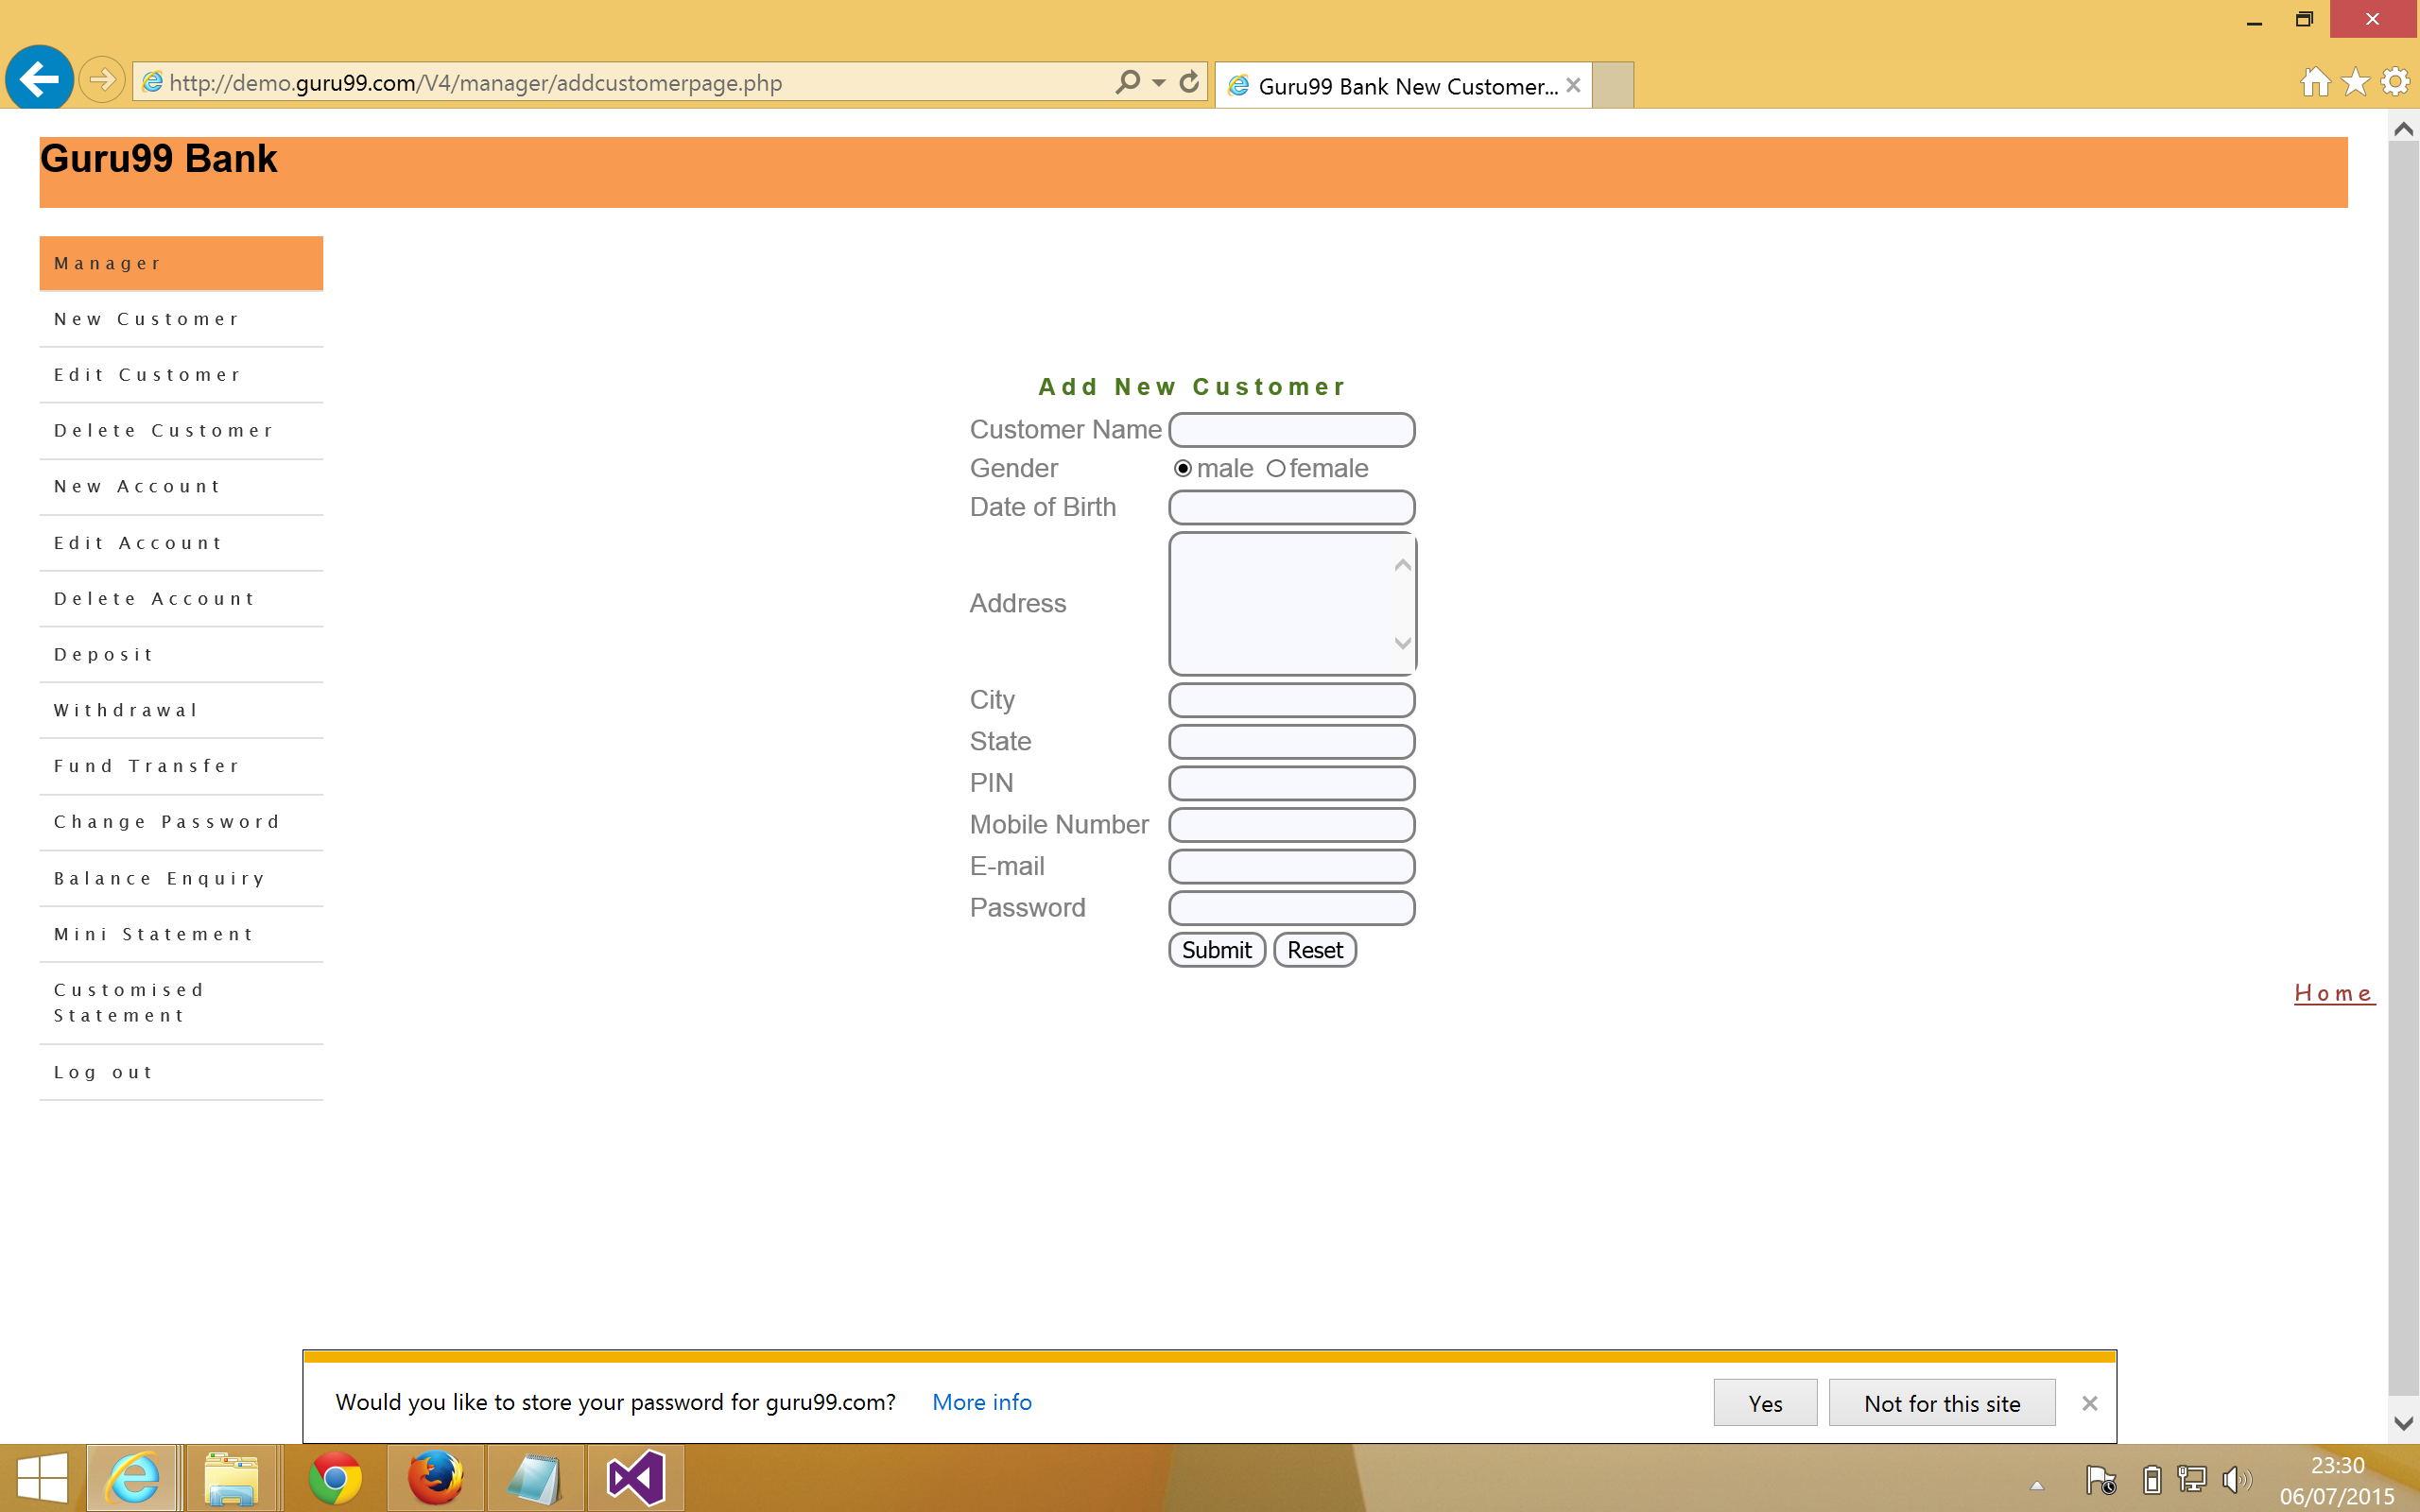 http://demo.guru99.com/V4/manager/addcustomerpage.php
Guru99 Bank New Customer...
Guru99 Bank
Manager
New Customer
Edit Customer
Delete Customer
New Account
Edit Account
Delete Account
Deposit
Withdrawal
Fund Transfer
Change Password
Balance Enquiry
Mini Statement
Customised
Statement
Log out
Add New Customer
Customer Name
Gender male female
Date of Birth
Address
City
State
PIN
Mobile Number
E-mail
Password
Submit Reset
Home
Would you like to store your password for guru99.com? More info Yes Not for this site
23:30
06/07/2015